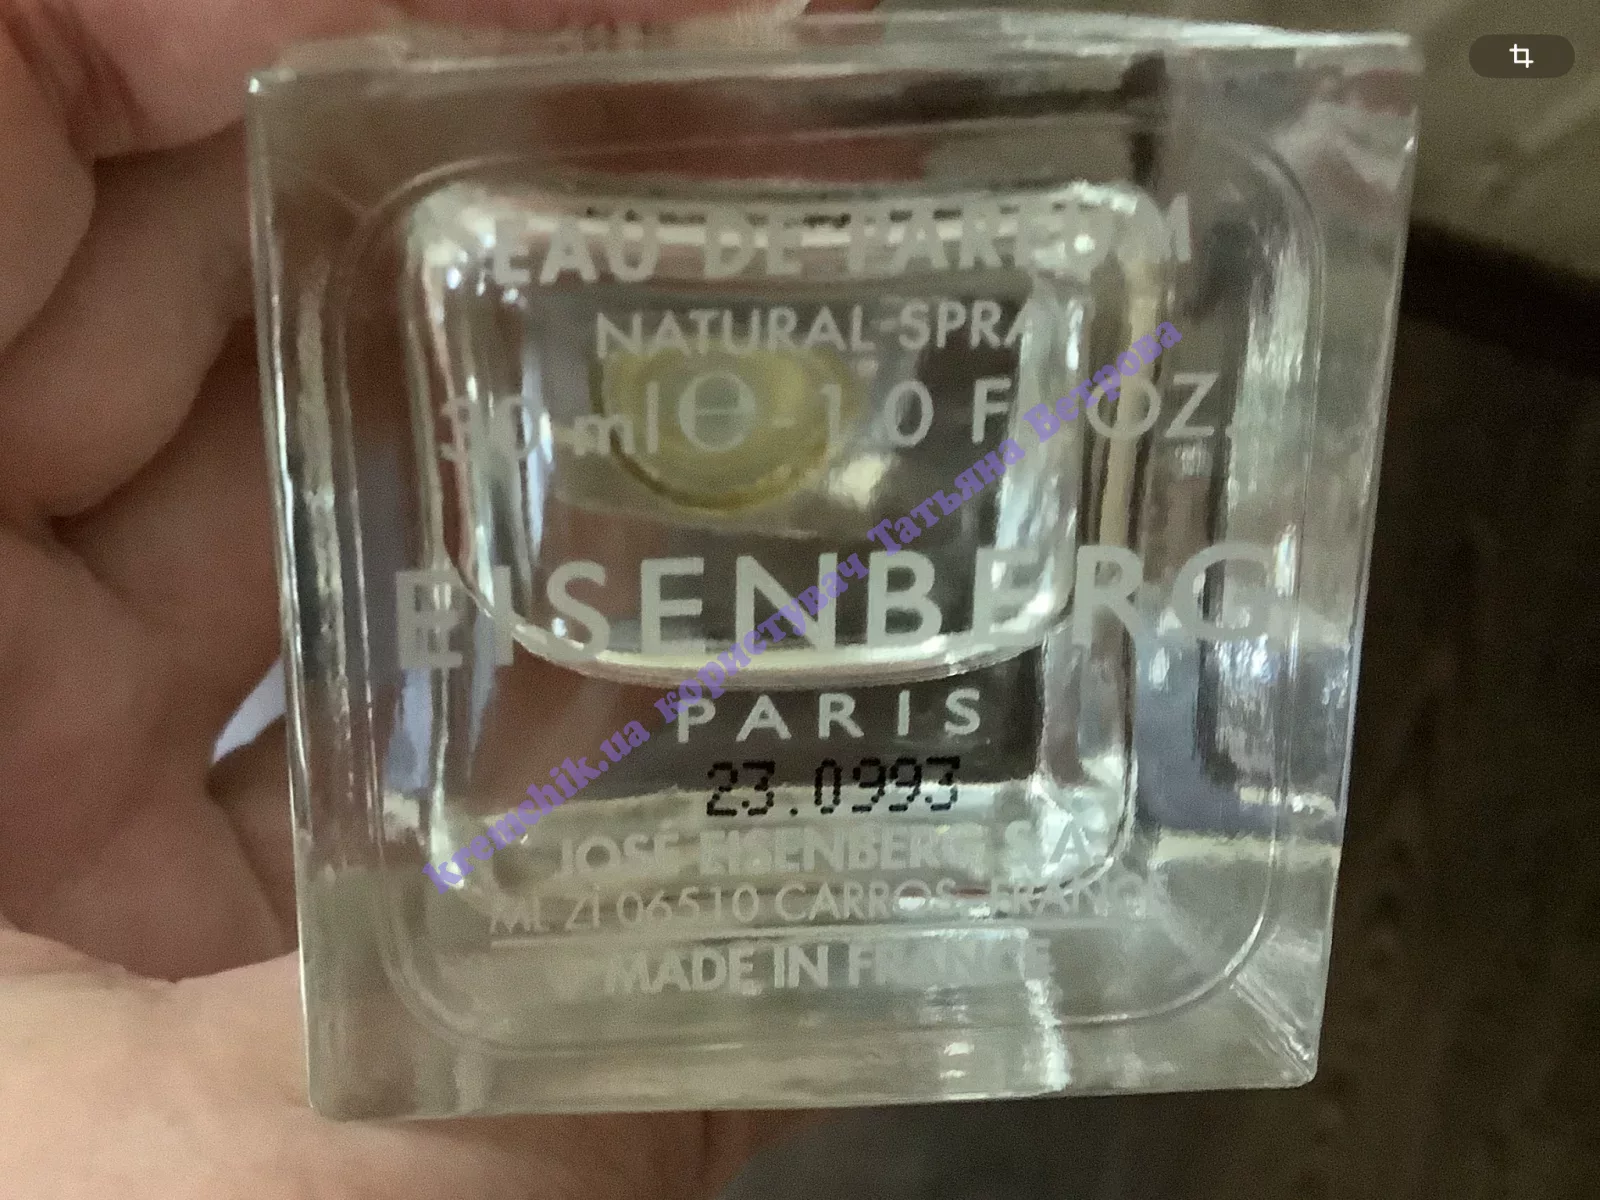 EAU DE PARFUM
NATURAL SPRAY
30 ml e - 1.0 Fl. OZ.
EISENBERG
PARIS
23.0993
JOSÉ EISENBERG S.A.
ML ZI 06510 CARROS - FRANCE
MADE IN FRANCE
kremchik.ua користувач Татьяна Ветрова